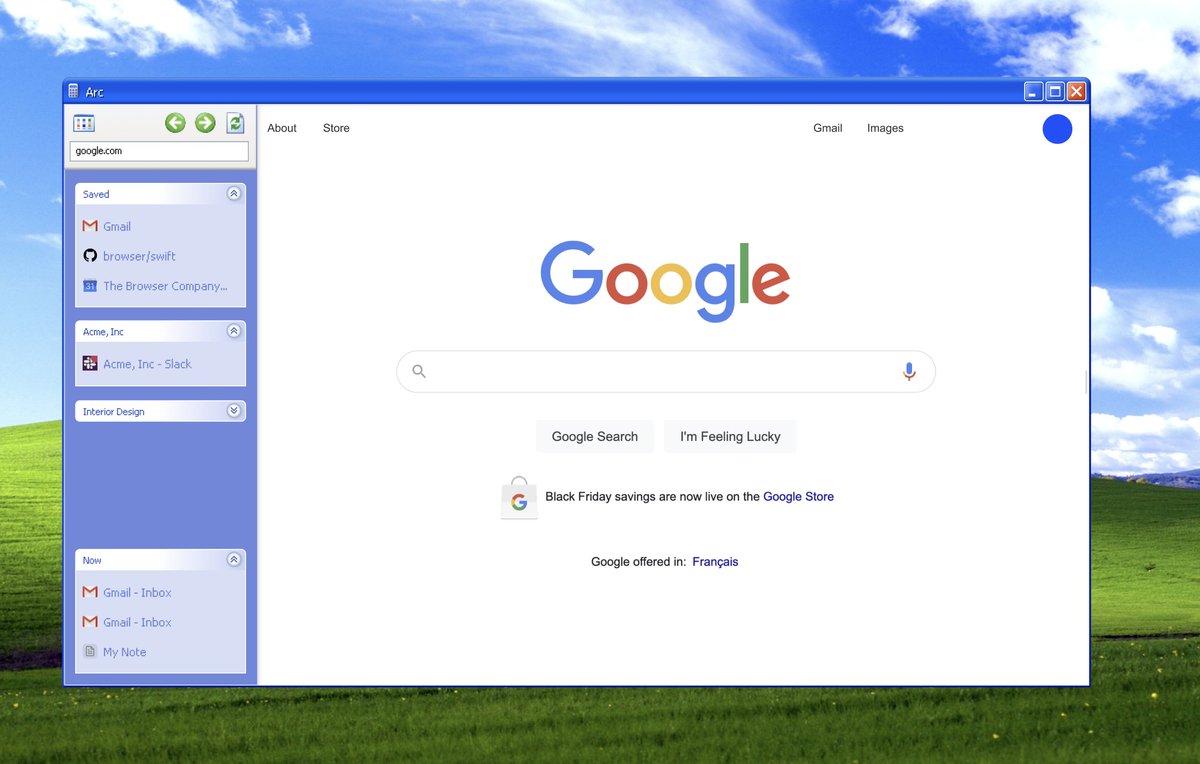 Arc
google.com
Saved
Gmail
browser/swift
31
The Browser Company...
Acme, Inc
Acme, Inc - Slack
Interior Design
Now
Gmail - Inbox
Gmail - Inbox
My Note
About Store Gmail Images
Google
Google Search I'm Feeling Lucky
G
Black Friday savings are now live on the Google Store
Google offered in: Français